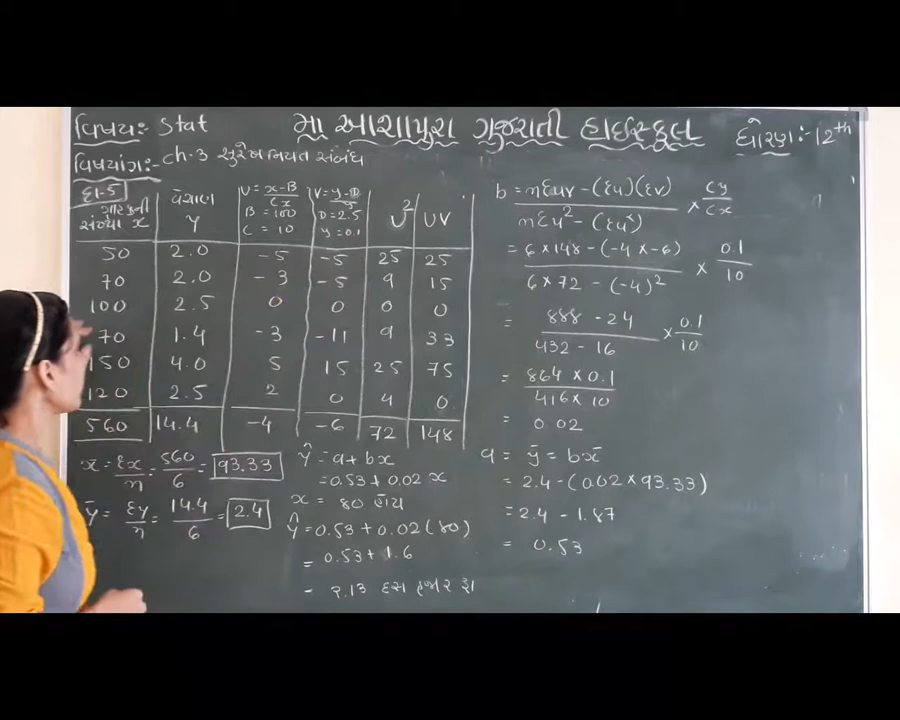 વિષય:- Stat
મા આશાપુરા ગુજરાતી હાઈસ્કૂલ
ધોરણ:- 12th
વિષયાંગ:- ch-3 સુરેખ નિયત સંબંધ
દા-5
સંખ્યા x
વેચાણ y
U = x-B / Cx
B = 100
C = 10
V = y-D
D = 2.5
y = 0.1
U²
UV
50 2.0 -5 -5 25 25
70 2.0 -3 -5 9 15
100 2.5 0 0 0 0
70 1.4 -3 -11 9 33
150 4.0 5 15 25 75
120 2.5 2 0 4 0
560 14.4 -4 -6 72 148
x̄ = Σx/n = 560/6 = 93.33
ȳ = Σy/n = 14.4/6 = 2.4
ŷ = a + bx
= 0.53 + 0.02 x
x = 80 હોય
ŷ = 0.53 + 0.02 (80)
= 0.53 + 1.6
= 2.13 દસ હજાર રૂા
b = nΣuv - (Σu)(Σv) / nΣu² - (Σu²) × Cy/Cx
= 6 × 148 - (-4 × -6) / 6 × 72 - (-4)² × 0.1/10
= 888 - 24 / 432 - 16 × 0.1/10
= 864 × 0.1 / 416 × 10
= 0.02
a = ȳ = bx̄
= 2.4 - (0.02 × 93.33)
= 2.4 - 1.87
= 0.53